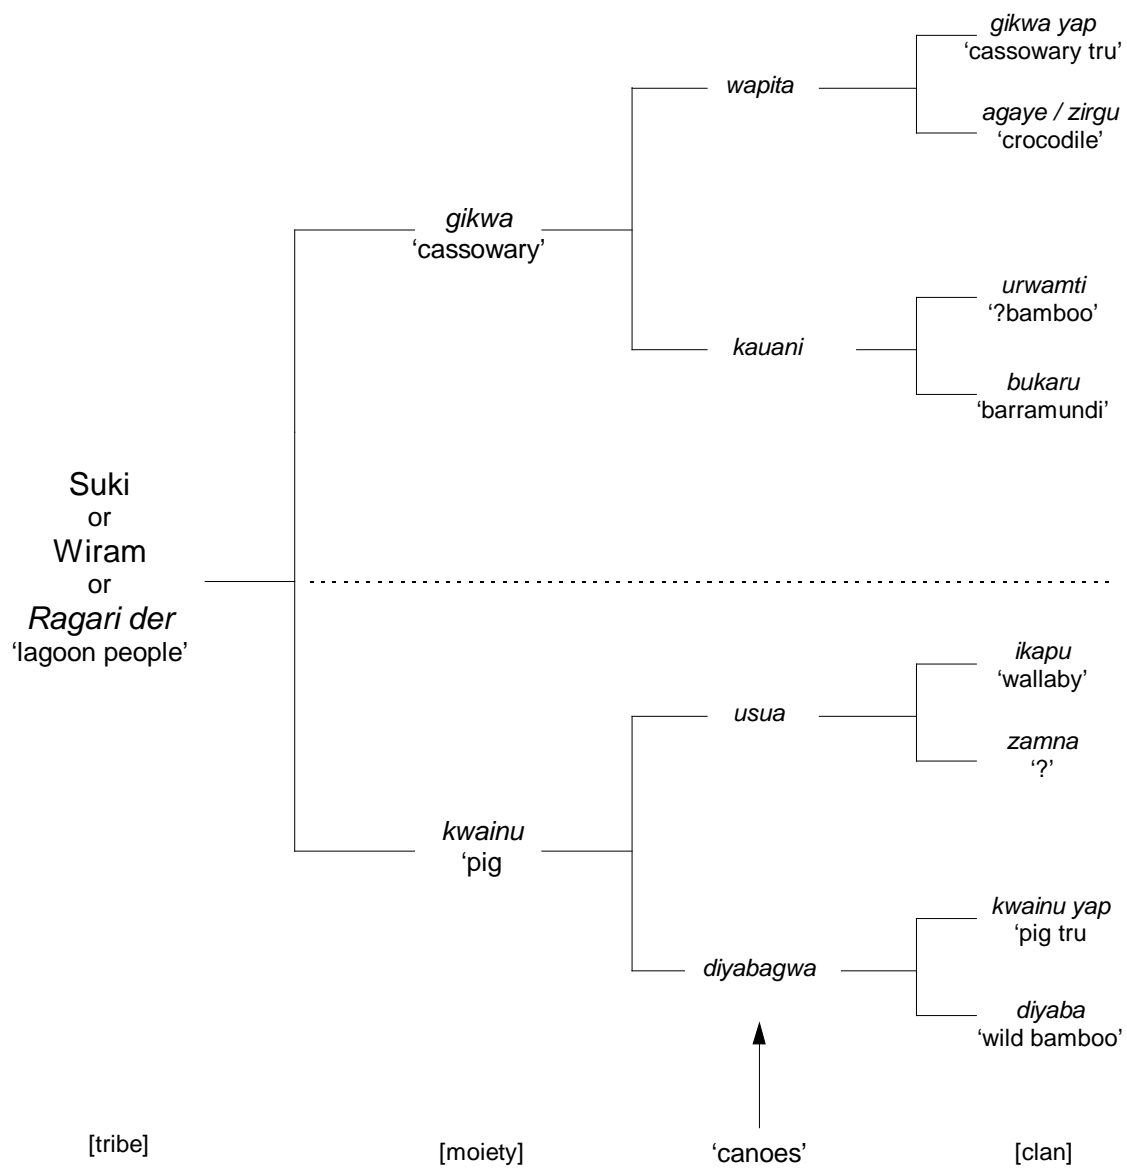 gikwa yap
‘cassowary tru’
wapita
agaye / zirgu
‘crocodile’
gikwa
‘cassowary’
urwamti
‘?bamboo’
kauani
bukaru
‘barramundi’
Suki
or
Wiram
or
Ragari der
‘lagoon people’
ikapu
‘wallaby’
usua
zamna
‘?’
kwainu
‘pig
kwainu yap
‘pig tru
diyabagwa
diyaba
‘wild bamboo’
[tribe]
[moiety]
‘canoes’
[clan]